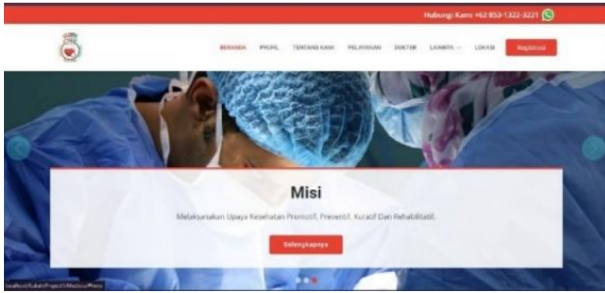 Hubungi Kami +62 853-1322-3221
BERANDA PROFIL TENTANG KAMI PELAYANAN DOKTER LAINNYA LOKASI Registrasi
Misi
Melaksanakan Upaya Kesehatan Promotif, Preventif, Kuratif Dan Rehabilitatif.
Selengkapnya